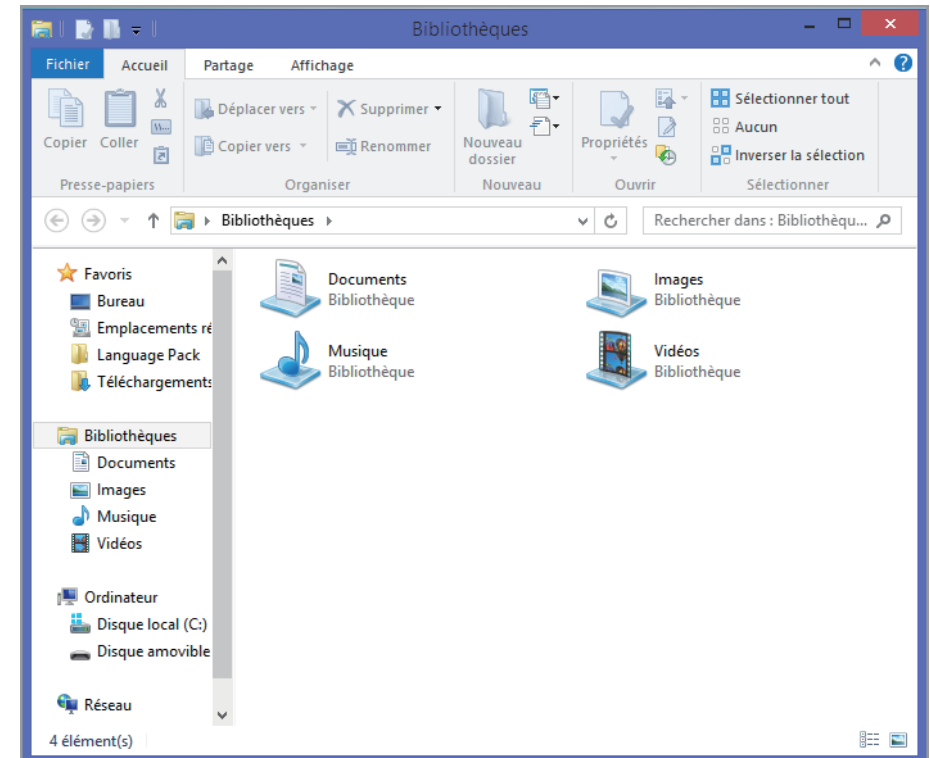 Bibliothèques
Fichier Accueil Partage Affichage
Copier Coller
Déplacer vers
Copier vers
Supprimer
Renommer
Nouveau
dossier
Propriétés
Sélectionner tout
Aucun
Inverser la sélection
Presse-papiers Organiser Nouveau Ouvrir Sélectionner
Bibliothèques
Rechercher dans : Bibliothèqu...
Favoris
Bureau
Emplacements ré
Language Pack
Téléchargements
Bibliothèques
Documents
Images
Musique
Vidéos
Ordinateur
Disque local (C:)
Disque amovible
Réseau
Documents
Bibliothèque
Images
Bibliothèque
Musique
Bibliothèque
Vidéos
Bibliothèque
4 élément(s)